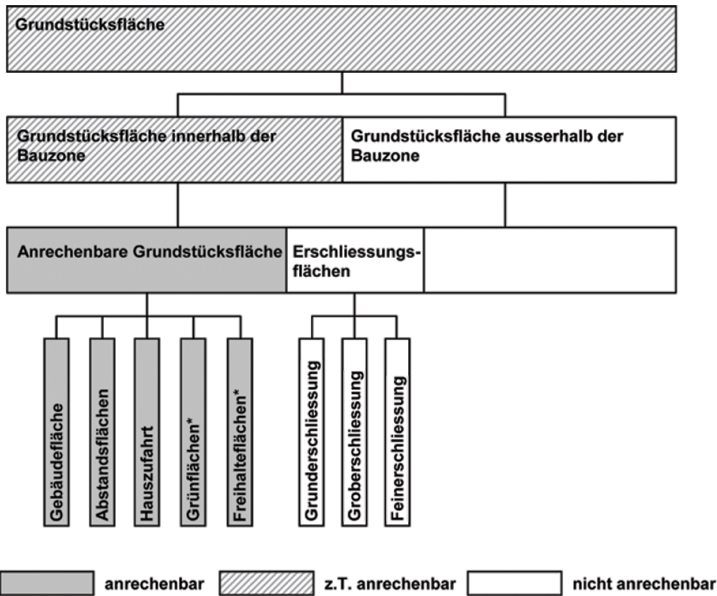 Grundstücksfläche
Grundstücksfläche innerhalb der
Bauzone
Grundstücksfläche ausserhalb der
Bauzone
Anrechenbare Grundstücksfläche
Erschliessungs-
flächen
Gebäudefläche
Abstandsflächen
Hauszufahrt
Grünflächen*
Freihalteflächen*
Grunderschliessung
Groberschliessung
Feinerschliessung
anrechenbar
z.T. anrechenbar
nicht anrechenbar